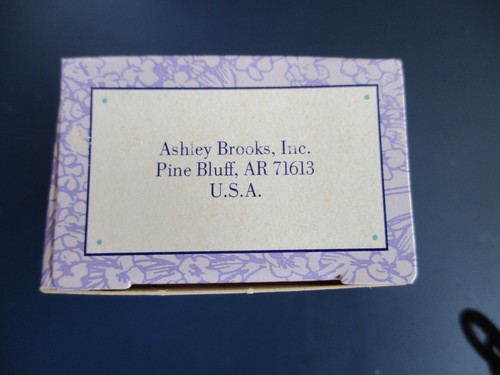 Ashley Brooks, Inc.
Pine Bluff, AR 71613
U.S.A.